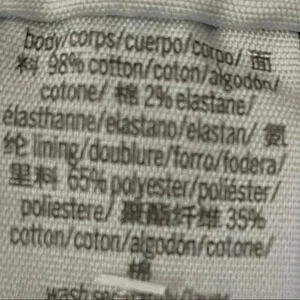 body/corps/cuerpo/corpo/ 面
料 98% cotton/coton/algodón/
cotone/ 棉 2% elastane/
élasthanne/elastano/elastan/ 氨
纶 lining/doublure/forro/fodera/
里料 65% polyester/poliéster/
poliestere/ 聚酯纤维 35%
cotton/coton/algodón/cotone/
棉
wash